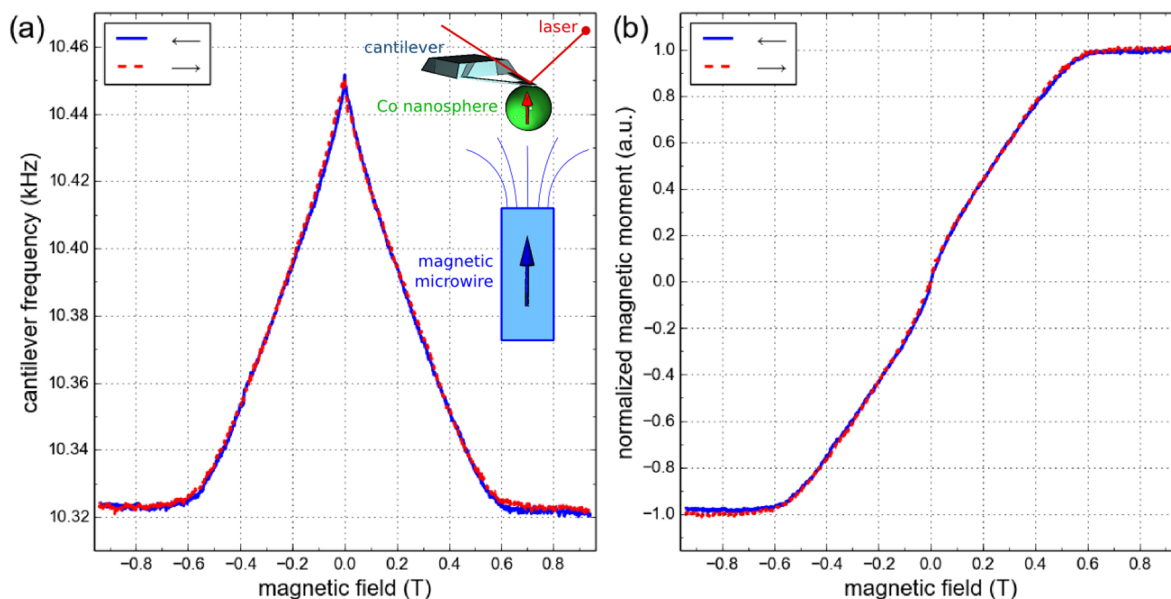 (a)
10.46
10.44
10.42
10.40
10.38
10.36
10.34
10.32
cantilever frequency (kHz)
←
→
laser
cantilever
Co nanosphere
magnetic
microwire
−0.8 −0.6 −0.4 −0.2 0.0 0.2 0.4 0.6 0.8
magnetic field (T)
(b)
1.0
0.8
0.6
0.4
0.2
0.0
−0.2
−0.4
−0.6
−0.8
−1.0
normalized magnetic moment (a.u.)
←
→
−0.8 −0.6 −0.4 −0.2 0.0 0.2 0.4 0.6 0.8
magnetic field (T)